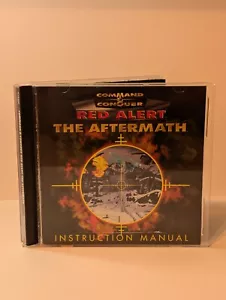 COMMAND
&
CONQUER
RED ALERT
THE AFTERMATH
INSTRUCTION MANUAL